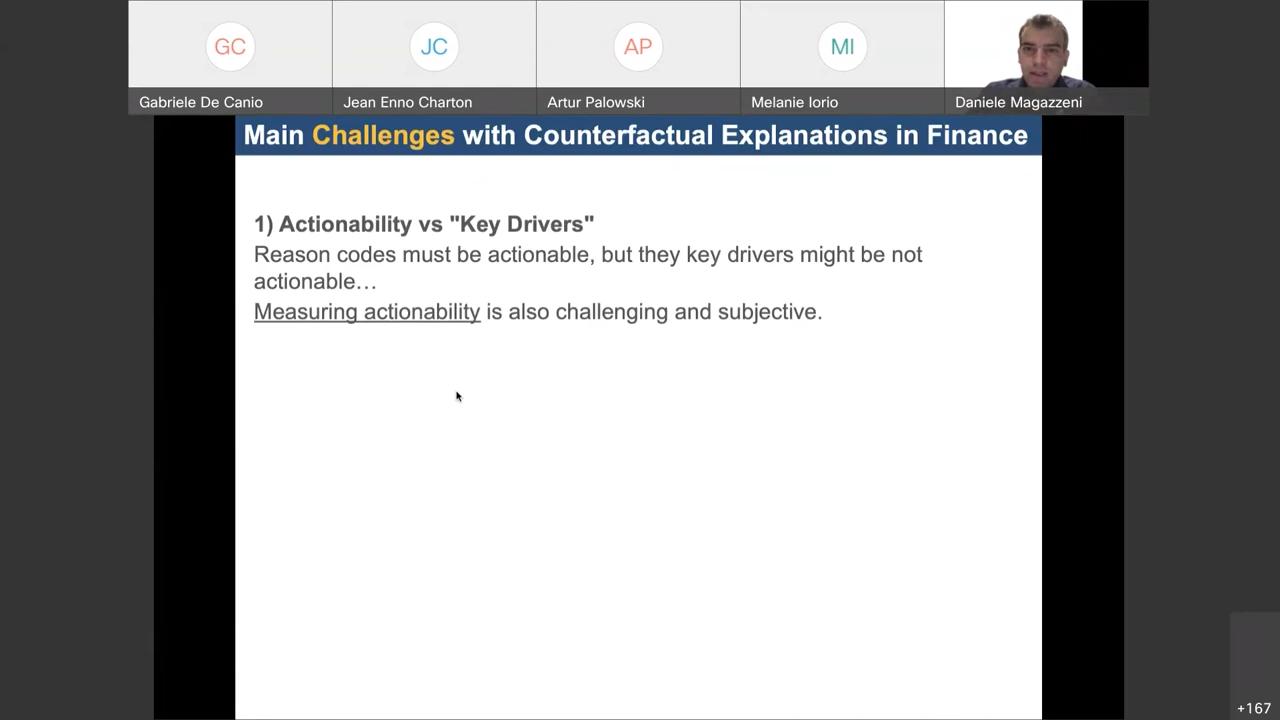 GC
JC
AP
MI
Gabriele De Canio
Jean Enno Charton
Artur Palowski
Melanie Iorio
Daniele Magazzeni
Main Challenges with Counterfactual Explanations in Finance
1) Actionability vs "Key Drivers"
Reason codes must be actionable, but they key drivers might be not
actionable…
Measuring actionability is also challenging and subjective.
+167